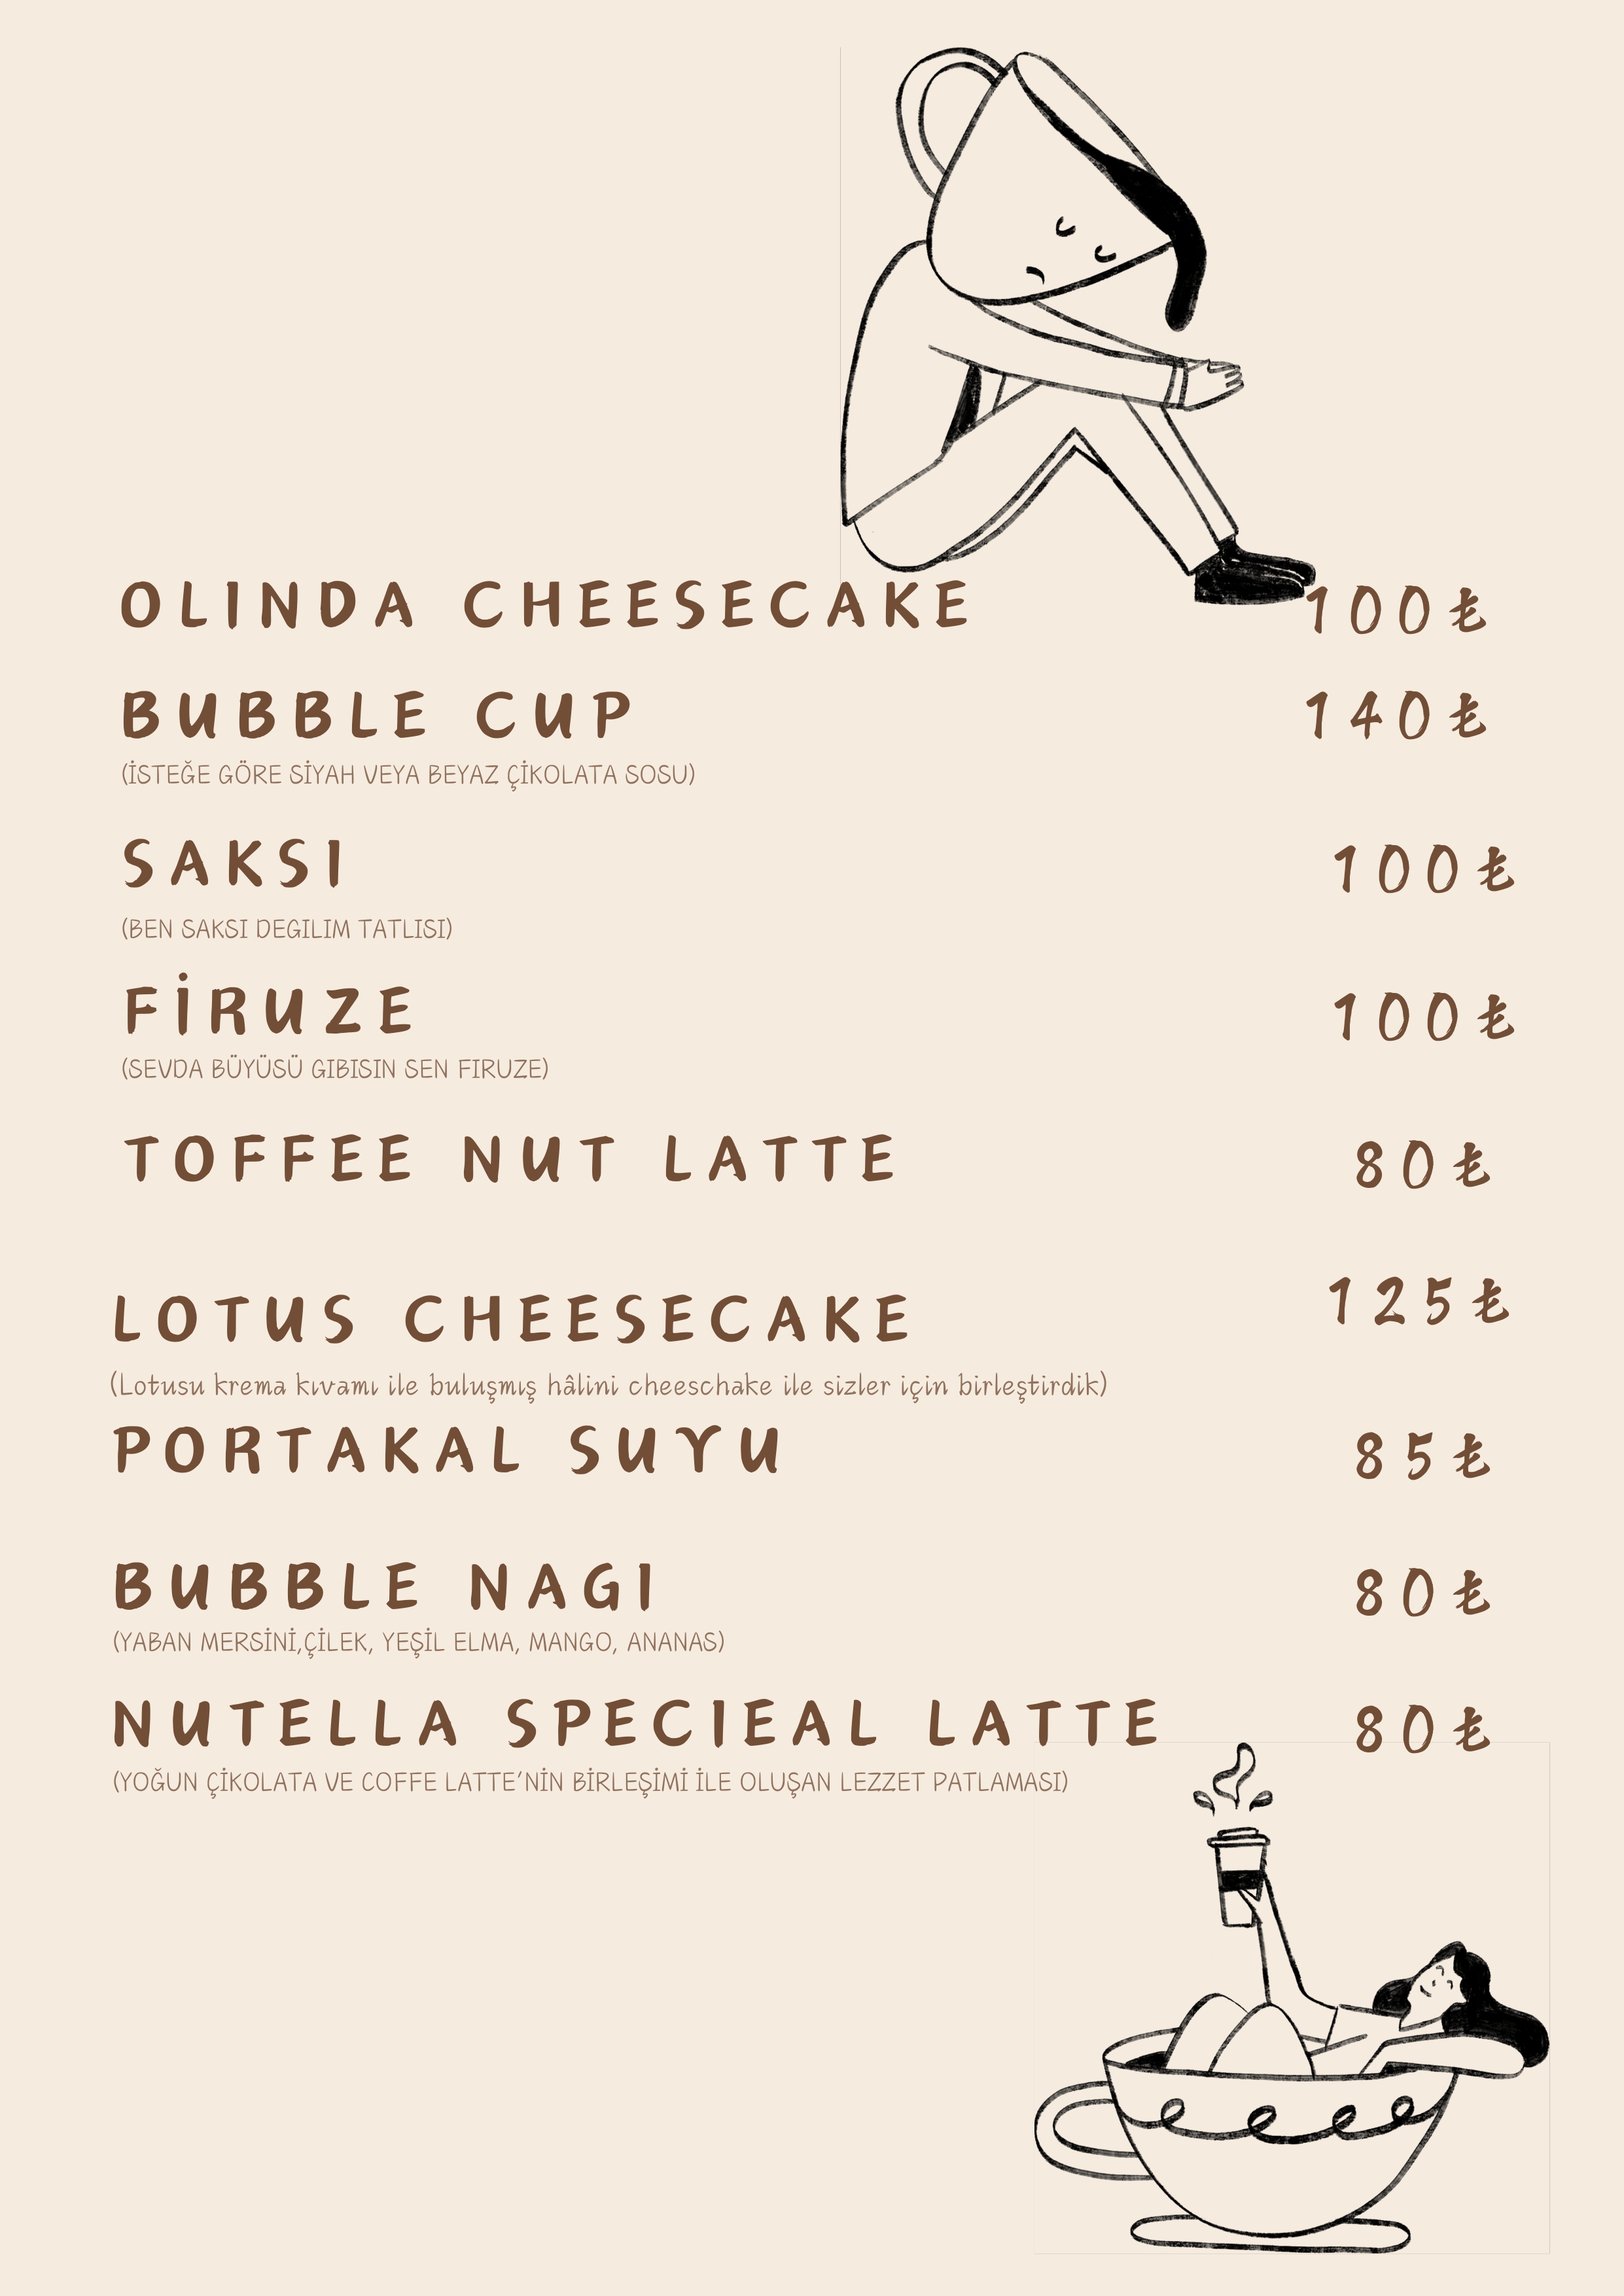 OLINDA CHEESECAKE 100₺
BUBBLE CUP 140₺
(İSTEĞE GÖRE SİYAH VEYA BEYAZ ÇİKOLATA SOSU)
SAKSI 100₺
(BEN SAKSI DEGILIM TATLISI)
FİRUZE 100₺
(SEVDA BÜYÜSÜ GIBISIN SEN FIRUZE)
TOFFEE NUT LATTE 80₺
LOTUS CHEESECAKE 125₺
(Lotusu krema kıvamı ile buluşmış hâlini cheeschake ile sizler için birleştirdik)
PORTAKAL SUYU 85₺
BUBBLE NAGI 80₺
(YABAN MERSİNİ,ÇİLEK, YEŞİL ELMA, MANGO, ANANAS)
NUTELLA SPECIEAL LATTE 80₺
(YOĞUN ÇİKOLATA VE COFFE LATTE'NİN BİRLEŞİMİ İLE OLUŞAN LEZZET PATLAMASI)